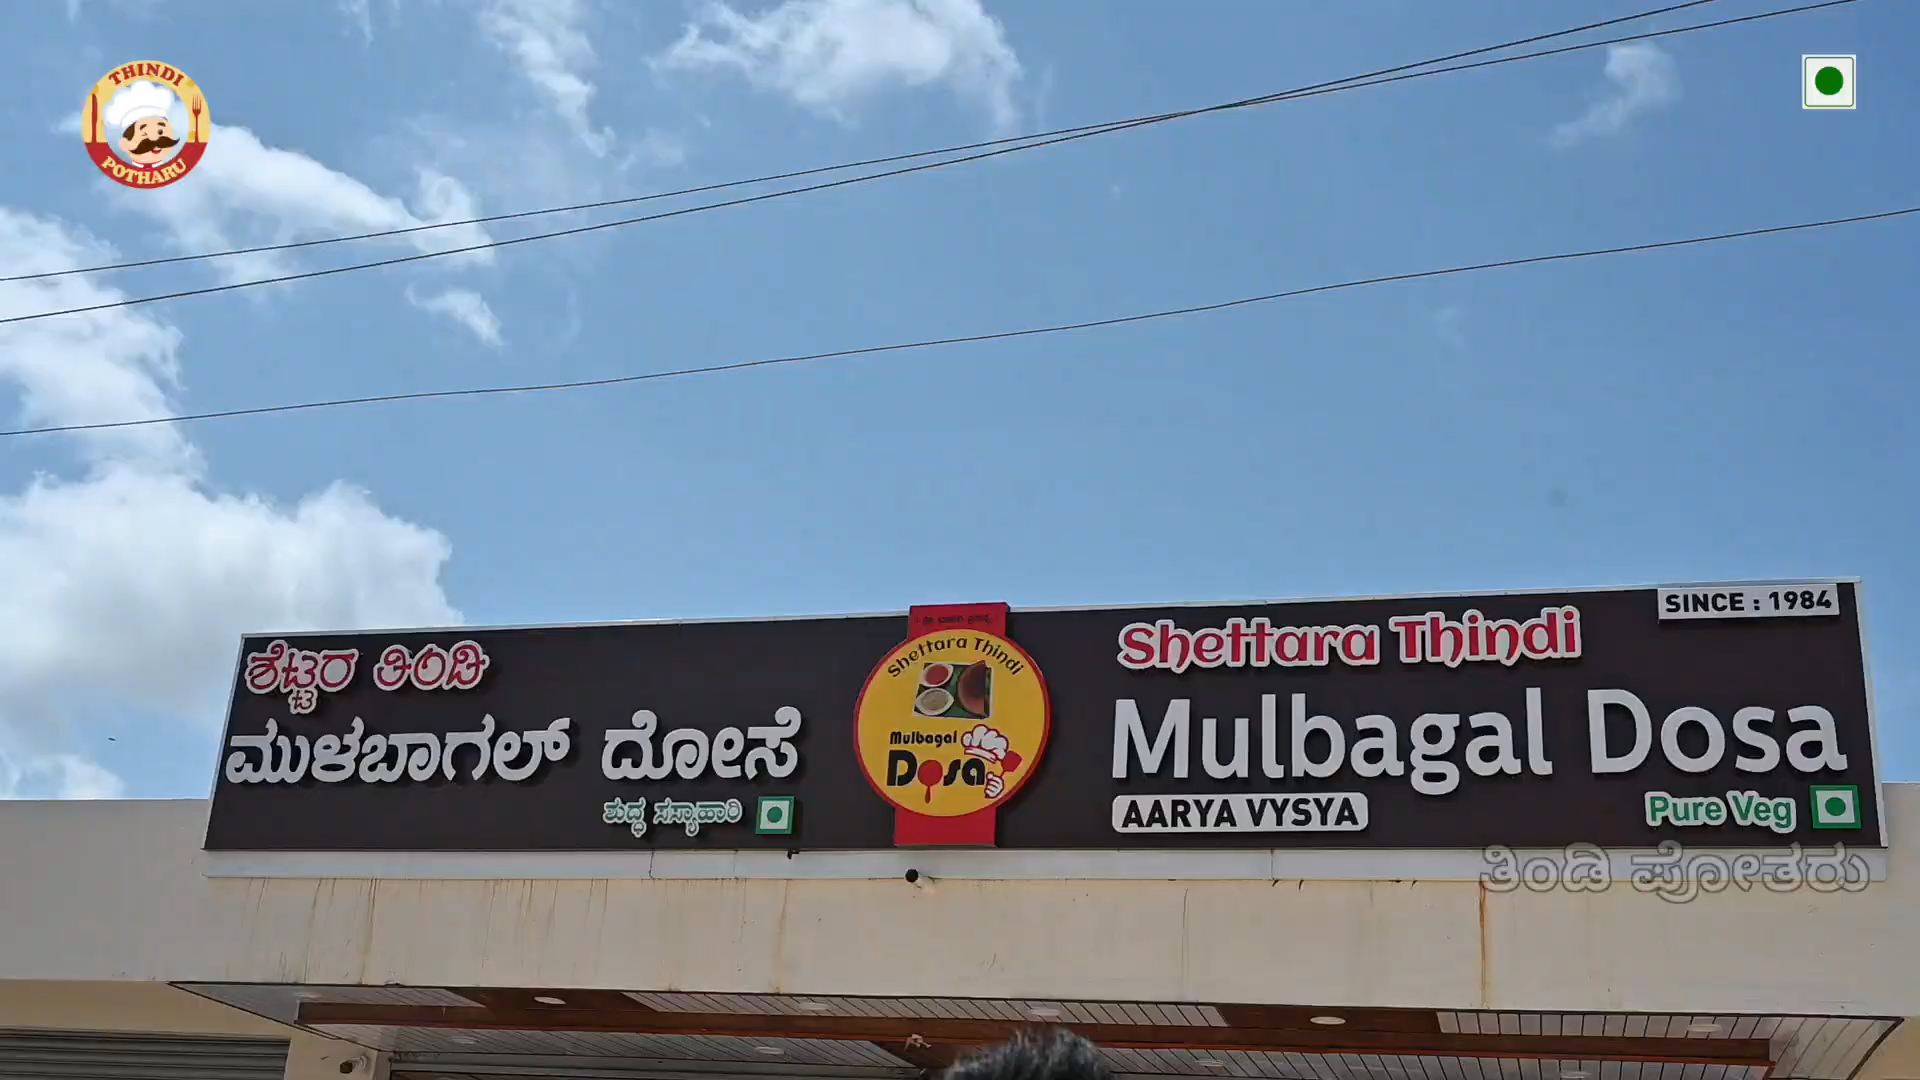 THINDI
POTHARU
ಶೆಟ್ಟರ ತಿಂಡಿ
ಮುಳಬಾಗಲ್ ದೋಸೆ
ಶುದ್ಧ ಸಸ್ಯಾಹಾರಿ
Shettara Thindi
Mulbagal
Dosa
SINCE : 1984
Shettara Thindi
Mulbagal Dosa
AARYA VYSYA
Pure Veg
ತಿಂಡಿ ಪೋತರು